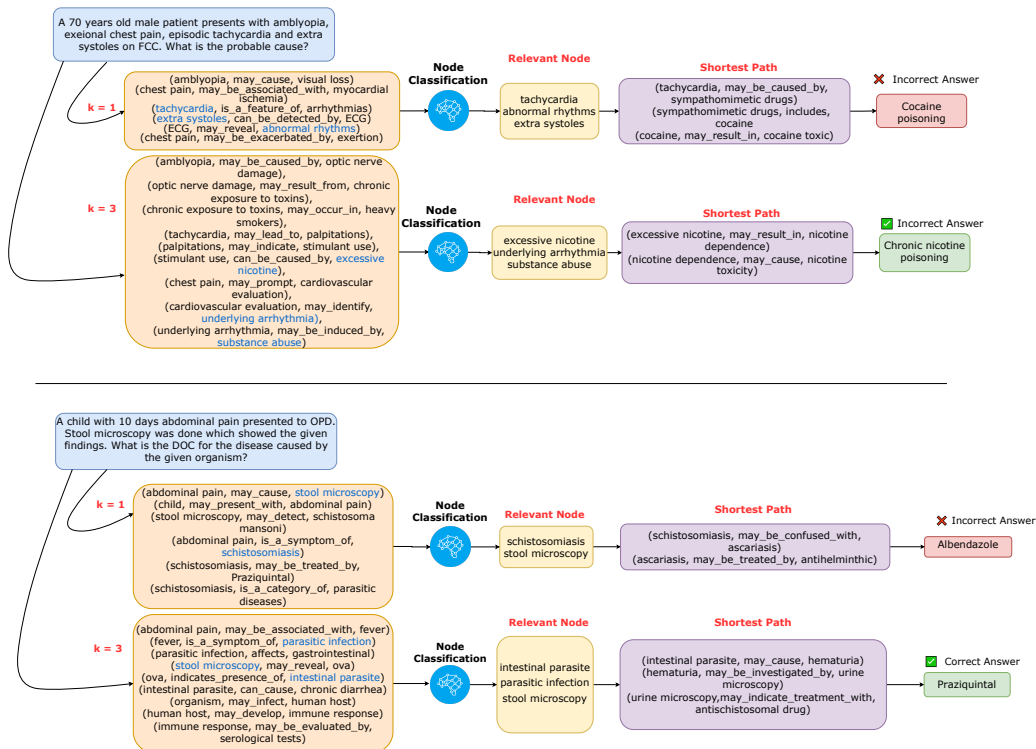 A 70 years old male patient presents with amblyopia,
exeional chest pain, episodic tachycardia and extra
systoles on FCC. What is the probable cause?
k = 1
(amblyopia, may_cause, visual loss)
(chest pain, may_be_associated_with, myocardial
ischemia)
(tachycardia, is_a_feature_of, arrhythmias)
(extra systoles, can_be_detected_by, ECG)
(ECG, may_reveal, abnormal rhythms)
(chest pain, may_be_exacerbated_by, exertion)
Node
Classification
Relevant Node
tachycardia
abnormal rhythms
extra systoles
Shortest Path
(tachycardia, may_be_caused_by,
sympathomimetic drugs)
(sympathomimetic drugs, includes,
cocaine)
(cocaine, may_result_in, cocaine toxic)
Incorrect Answer
Cocaine
poisoning
k = 3
(amblyopia, may_be_caused_by, optic nerve
damage),
(optic nerve damage, may_result_from, chronic
exposure to toxins),
(chronic exposure to toxins, may_occur_in, heavy
smokers),
(tachycardia, may_lead_to, palpitations),
(palpitations, may_indicate, stimulant use),
(stimulant use, can_be_caused_by, excessive
nicotine),
(chest pain, may_prompt, cardiovascular
evaluation),
(cardiovascular evaluation, may_identify,
underlying arrhythmia),
(underlying arrhythmia, may_be_induced_by,
substance abuse)
Node
Classification
Relevant Node
excessive nicotine
underlying arrhythmia
substance abuse
Shortest Path
(excessive nicotine, may_result_in, nicotine
dependence)
(nicotine dependence, may_cause, nicotine
toxicity)
Incorrect Answer
Chronic nicotine
poisoning
A child with 10 days abdominal pain presented to OPD.
Stool microscopy was done which showed the given
findings. What is the DOC for the disease caused by
the given organism?
k = 1
(abdominal pain, may_cause, stool microscopy)
(child, may_present_with, abdominal pain)
(stool microscopy, may_detect, schistosoma
mansoni)
(abdominal pain, is_a_symptom_of,
schistosomiasis)
(schistosomiasis, may_be_treated_by,
Praziquintal)
(schistosomiasis, is_a_category_of, parasitic
diseases)
Node
Classification
Relevant Node
schistosomiasis
stool microscopy
Shortest Path
(schistosomiasis, may_be_confused_with,
ascariasis)
(ascariasis, may_be_treated_by, antihelminthic)
Incorrect Answer
Albendazole
k = 3
(abdominal pain, may_be_associated_with, fever)
(fever, is_a_symptom_of, parasitic infection)
(parasitic infection, affects, gastrointestinal)
(stool microscopy, may_reveal, ova)
(ova, indicates_presence_of, intestinal parasite)
(intestinal parasite, can_cause, chronic diarrhea)
(organism, may_infect, human host)
(human host, may_develop, immune response)
(immune response, may_be_evaluated_by,
serological tests)
Node
Classification
Relevant Node
intestinal parasite
parasitic infection
stool microscopy
Shortest Path
(intestinal parasite, may_cause, hematuria)
(hematuria, may_be_investigated_by, urine
microscopy)
(urine microscopy,may_indicate_treatment_with,
antischistosomal drug)
Correct Answer
Praziquintal